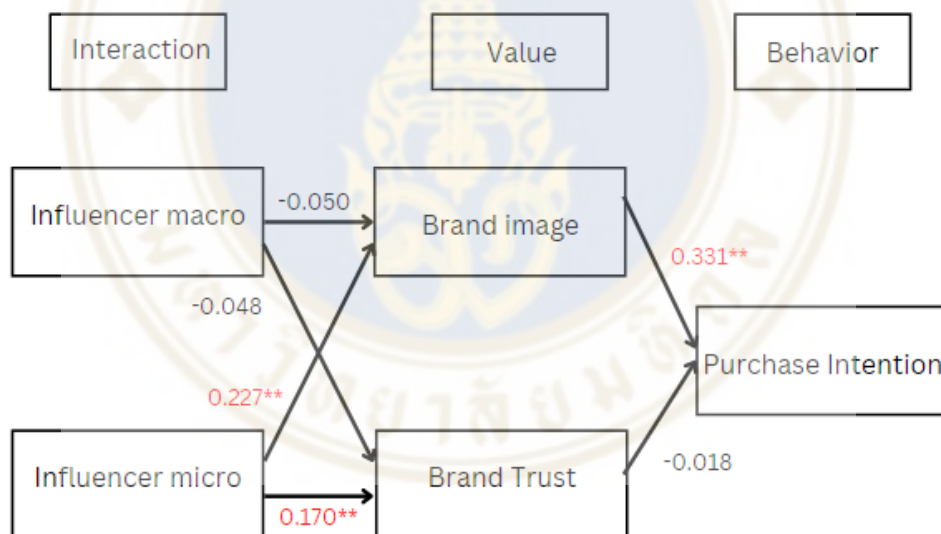 Interaction
Value
Behavior
Influencer macro
-0.050
Brand image
0.331**
-0.048
Purchase Intention
0.227**
Influencer micro
0.170**
Brand Trust
-0.018